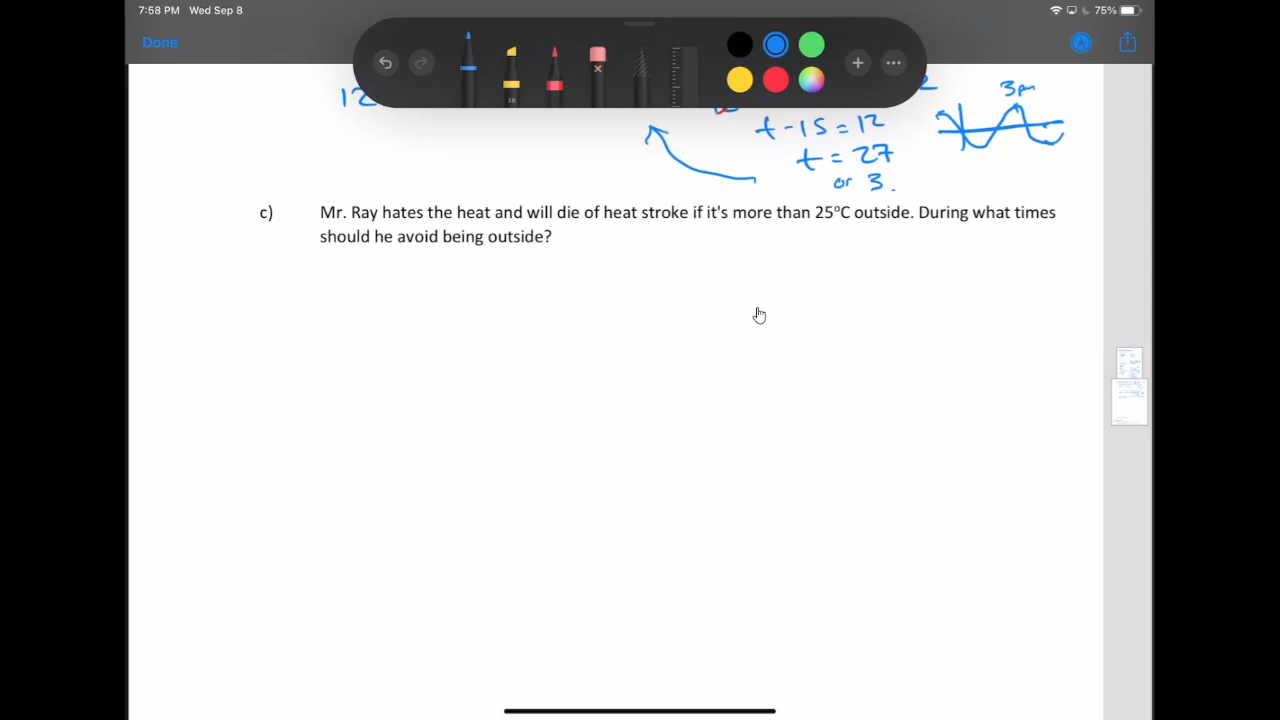 7:58 PM Wed Sep 8
75%
Done
12
3pm
t - 15 = 12
t = 27
or 3.
c) Mr. Ray hates the heat and will die of heat stroke if it's more than 25°C outside. During what times
should he avoid being outside?